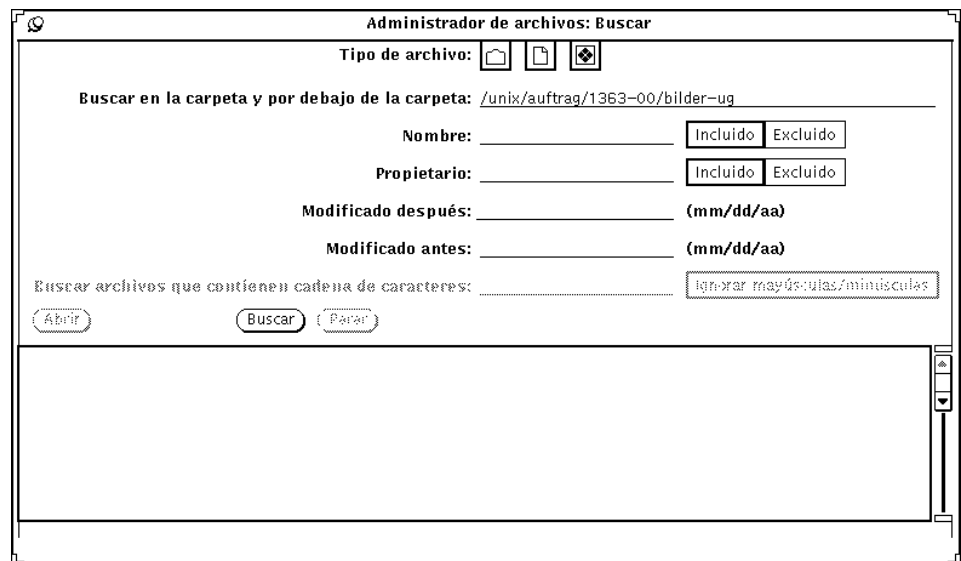 Administrador de archivos: Buscar
Tipo de archivo:
Buscar en la carpeta y por debajo de la carpeta: /unix/auftrag/1363-00/bilder-ug
Nombre: Incluido Excluido
Propietario: Incluido Excluido
Modificado después: (mm/dd/aa)
Modificado antes: (mm/dd/aa)
Buscar archivos que contienen cadena de caracteres: Ignorar mayúsculas/minúsculas
Abrir Buscar Parar